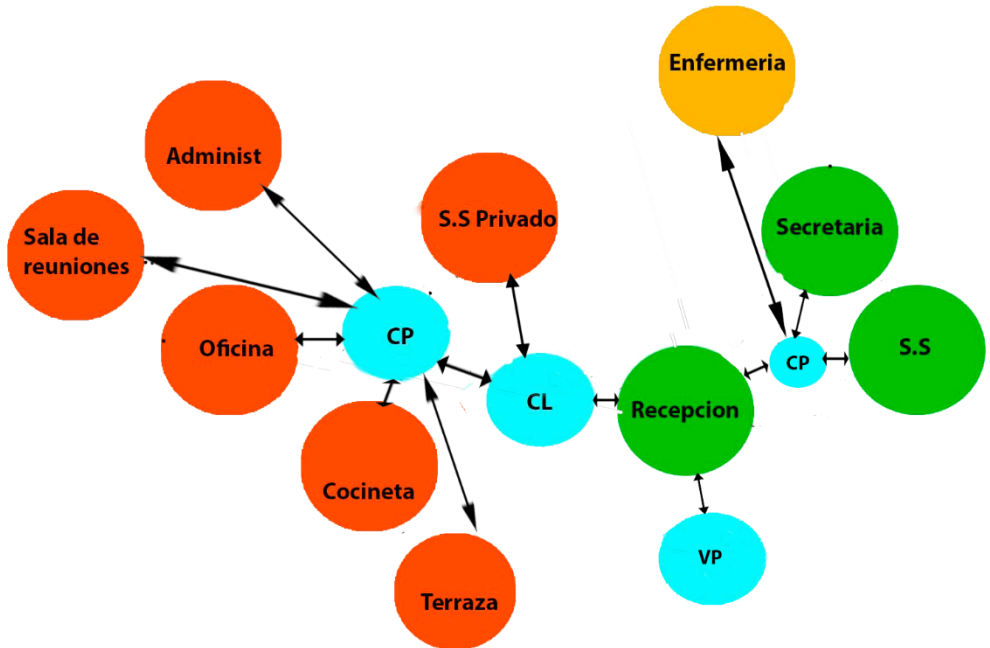 Enfermeria
Administ
Secretaria
S.S Privado
Sala de
reuniones
Oficina
CP
CP
S.S
CL
Recepcion
Cocineta
VP
Terraza